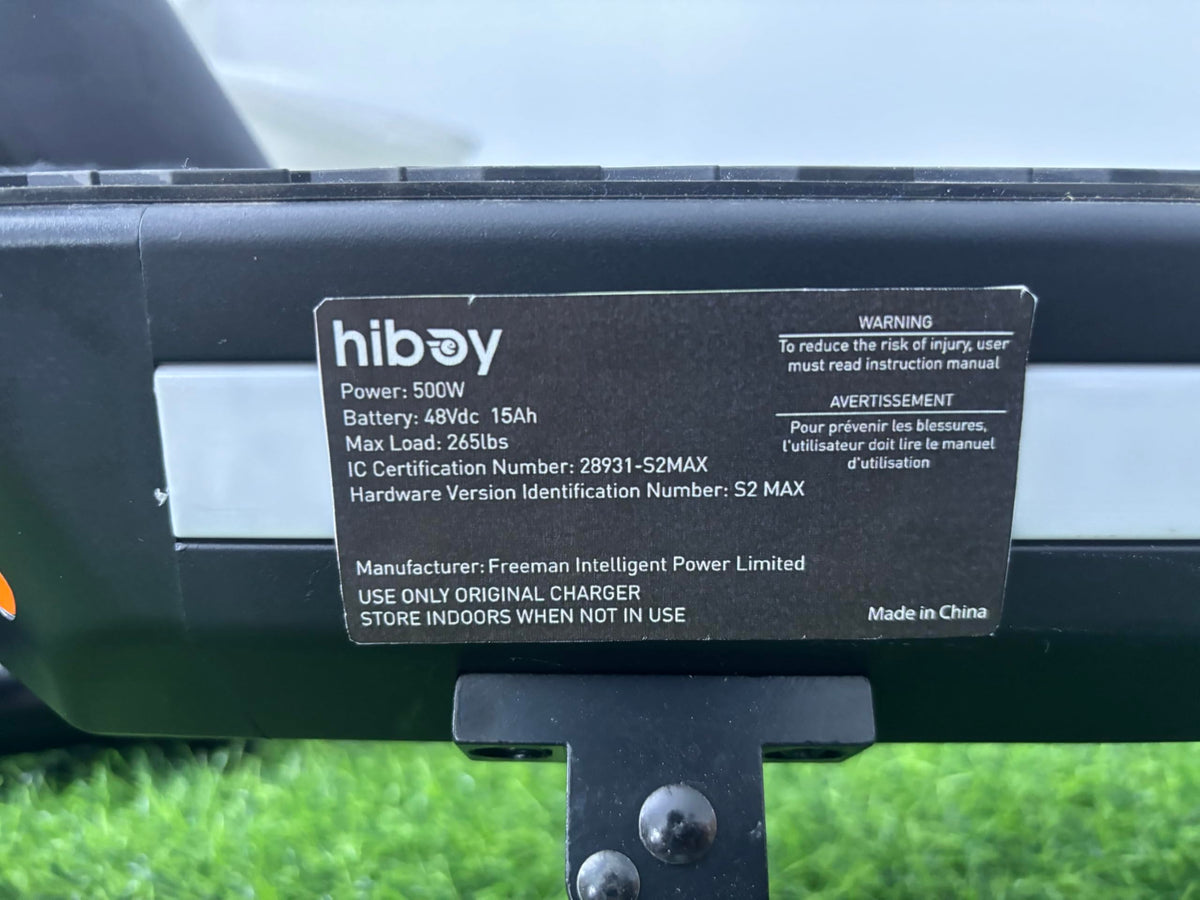 hiboy
Power: 500W
Battery: 48Vdc 15Ah
Max Load: 265lbs
IC Certification Number: 28931-S2MAX
Hardware Version Identification Number: S2 MAX
Manufacturer: Freeman Intelligent Power Limited
USE ONLY ORIGINAL CHARGER
STORE INDOORS WHEN NOT IN USE
WARNING
To reduce the risk of injury, user
must read instruction manual
AVERTISSEMENT
Pour prévenir les blessures,
l'utilisateur doit lire le manuel
d'utilisation
Made in China